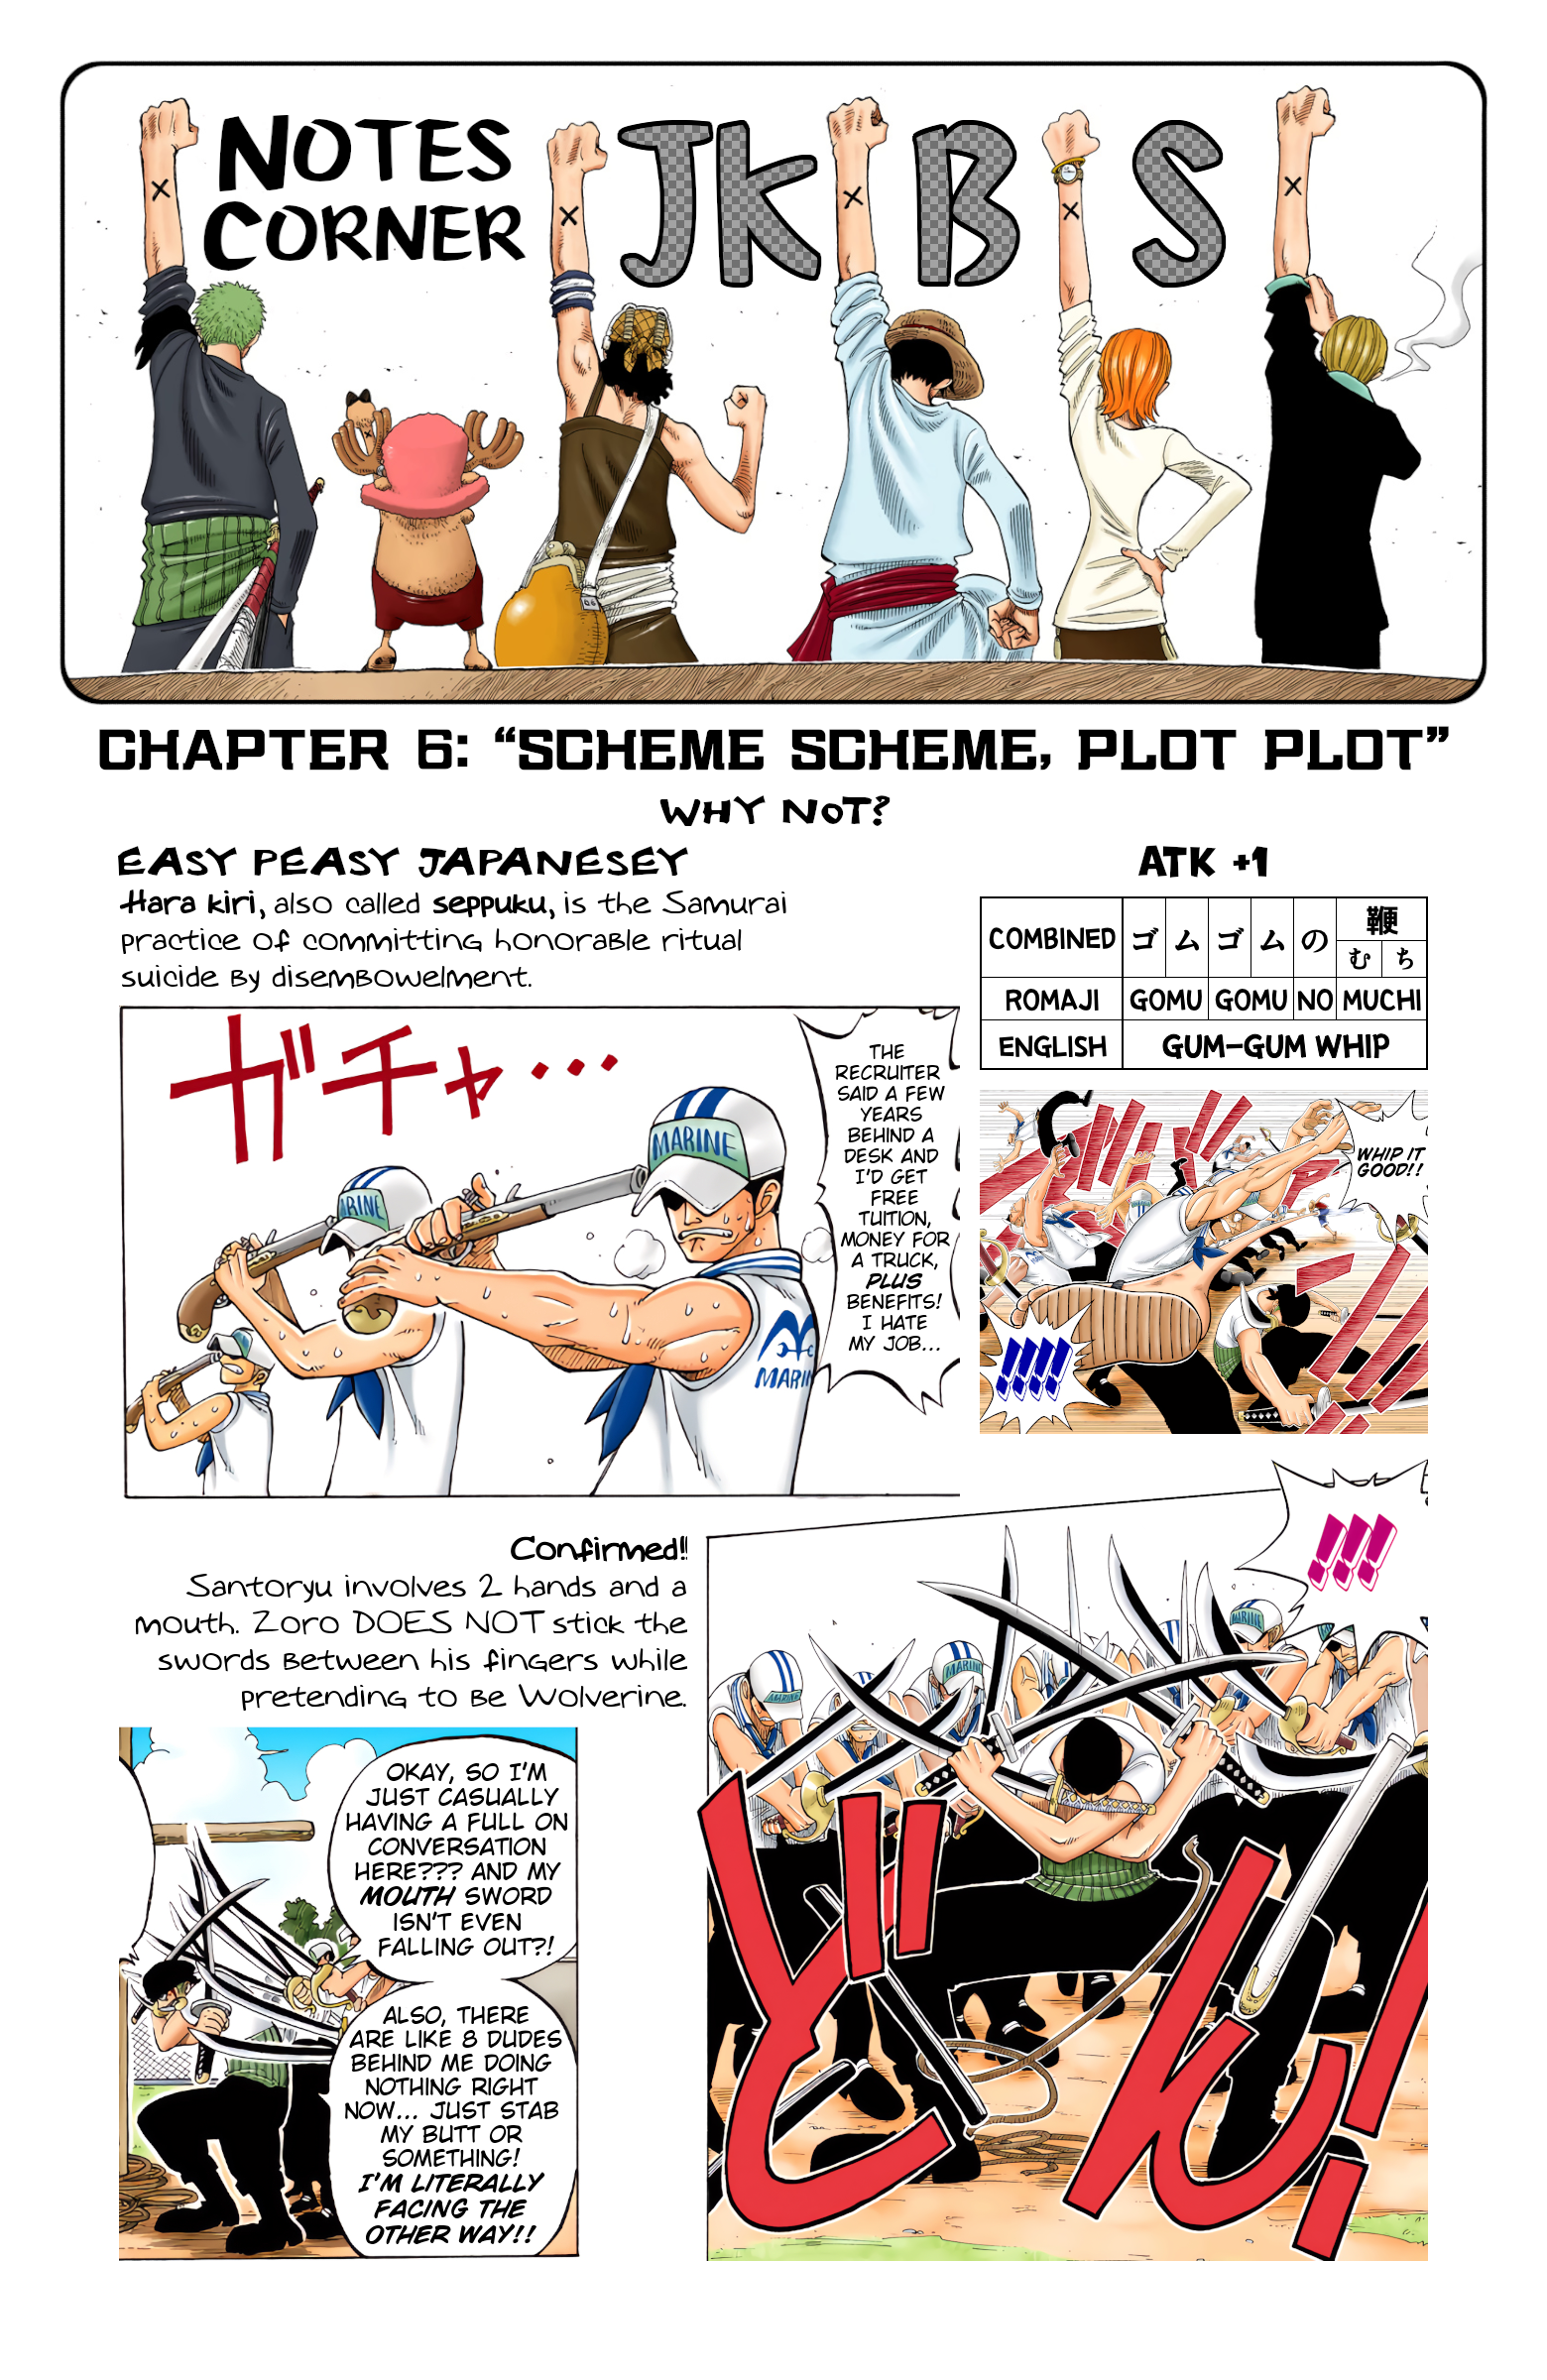 NOTES
CORNER
JKBS
CHAPTER 6: “SCHEME SCHEME, PLOT PLOT”
WHY NOT?
EASY PEASY JAPANESEY
Hara kiri, also called seppuku, is the Samurai
practice of committing honorable ritual
suicide by disembowelment.
ATK +1
COMBINED ゴ ム ゴ ム の 鞭
む ち
ROMAJI GOMU GOMU NO MUCHI
ENGLISH GUM-GUM WHIP
ガチャ...
MARINE
MARINE
THE
RECRUITER
SAID A FEW
YEARS
BEHIND A
DESK AND
I'D GET
FREE
TUITION,
MONEY FOR
A TRUCK,
PLUS
BENEFITS!
I HATE
MY JOB...
WHIP IT
GOOD!!
!!!!
Confirmed!!
Santoryu involves 2 hands and a
mouth. Zoro DOES NOT stick the
swords between his fingers while
pretending to be Wolverine.
!!!
MARINE
MARINE
OKAY, SO I'M
JUST CASUALLY
HAVING A FULL ON
CONVERSATION
HERE??? AND MY
MOUTH SWORD
ISN'T EVEN
FALLING OUT?!
ALSO, THERE
ARE LIKE 8 DUDES
BEHIND ME DOING
NOTHING RIGHT
NOW... JUST STAB
MY BUTT OR
SOMETHING!
I'M LITERALLY
FACING THE
OTHER WAY!!
どん!